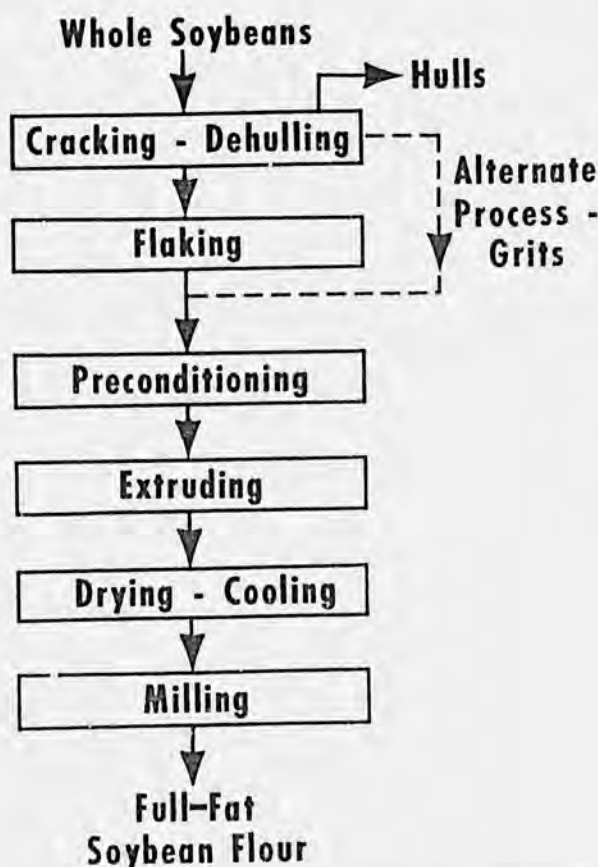 Whole Soybeans
Hulls
Cracking - Dehulling
Alternate
Process -
Grits
Flaking
Preconditioning
Extruding
Drying - Cooling
Milling
Full-Fat
Soybean Flour